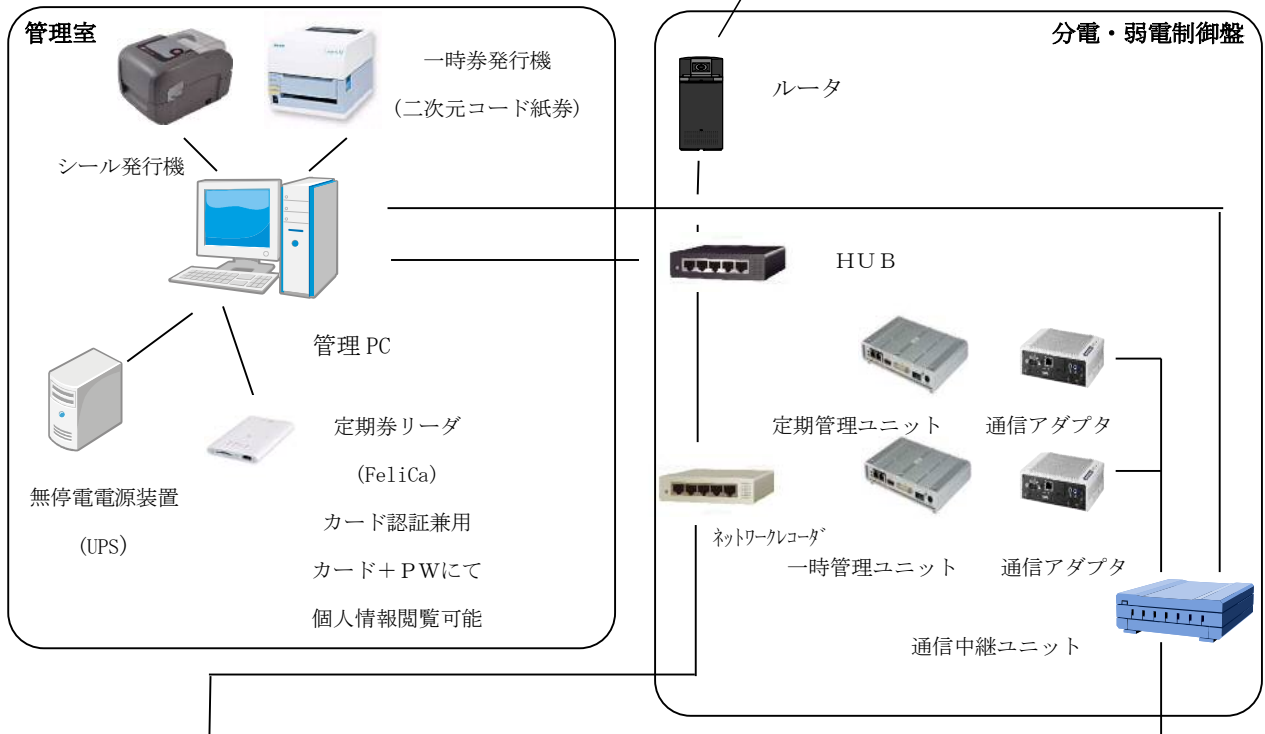 管理室
一時券発行機
(二次元コード紙券)
シール発行機
管理 PC
定期券リーダ
(FeliCa)
カード認証兼用
カード＋ＰＷにて
個人情報閲覧可能
無停電電源装置
(UPS)
分電・弱電制御盤
ルータ
ＨＵＢ
定期管理ユニット
通信アダプタ
ﾈｯﾄﾜｰｸﾚｺｰﾀﾞ
一時管理ユニット
通信アダプタ
通信中継ユニット